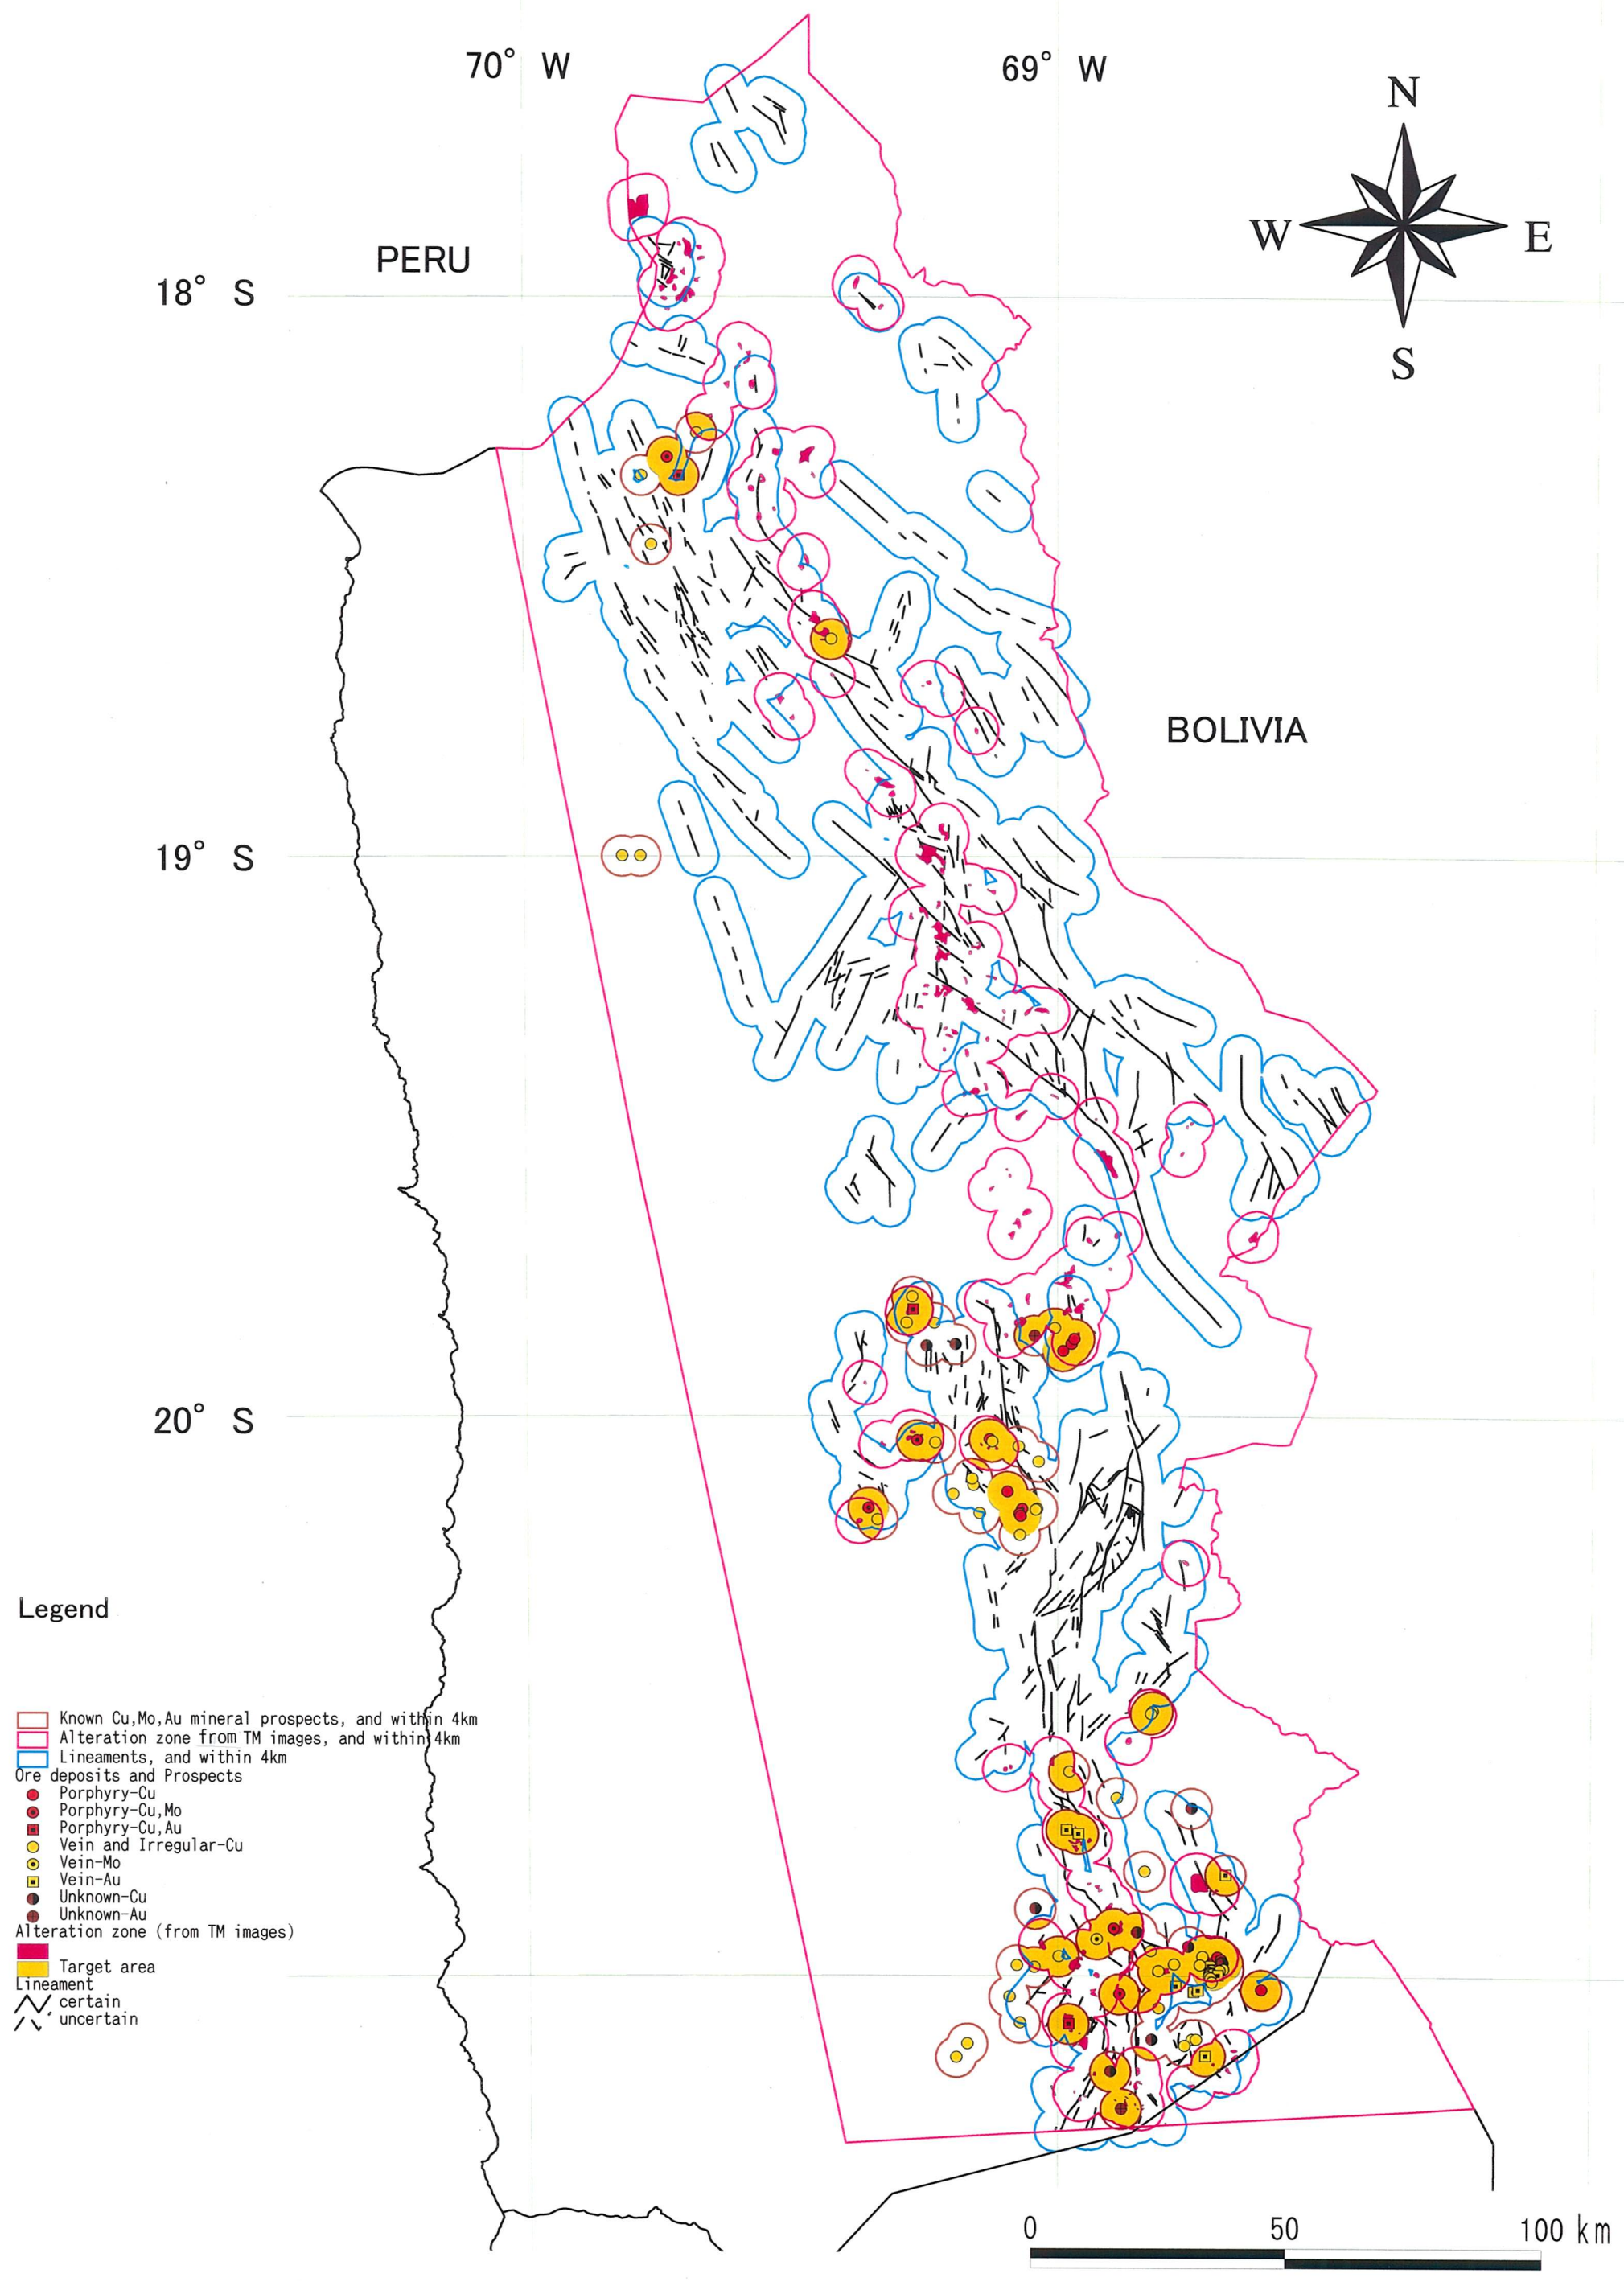 70° W
69° W
N
W
E
S
PERU
18° S
BOLIVIA
19° S
20° S
Legend
Known Cu,Mo,Au mineral prospects, and within 4km
Alteration zone from TM images, and within 4km
Lineaments, and within 4km
Ore deposits and Prospects
Porphyry-Cu
Porphyry-Cu,Mo
Porphyry-Cu,Au
Vein and Irregular-Cu
Vein-Mo
Vein-Au
Unknown-Cu
Unknown-Au
Alteration zone (from TM images)
Target area
Lineament
certain
uncertain
0 50 100 km